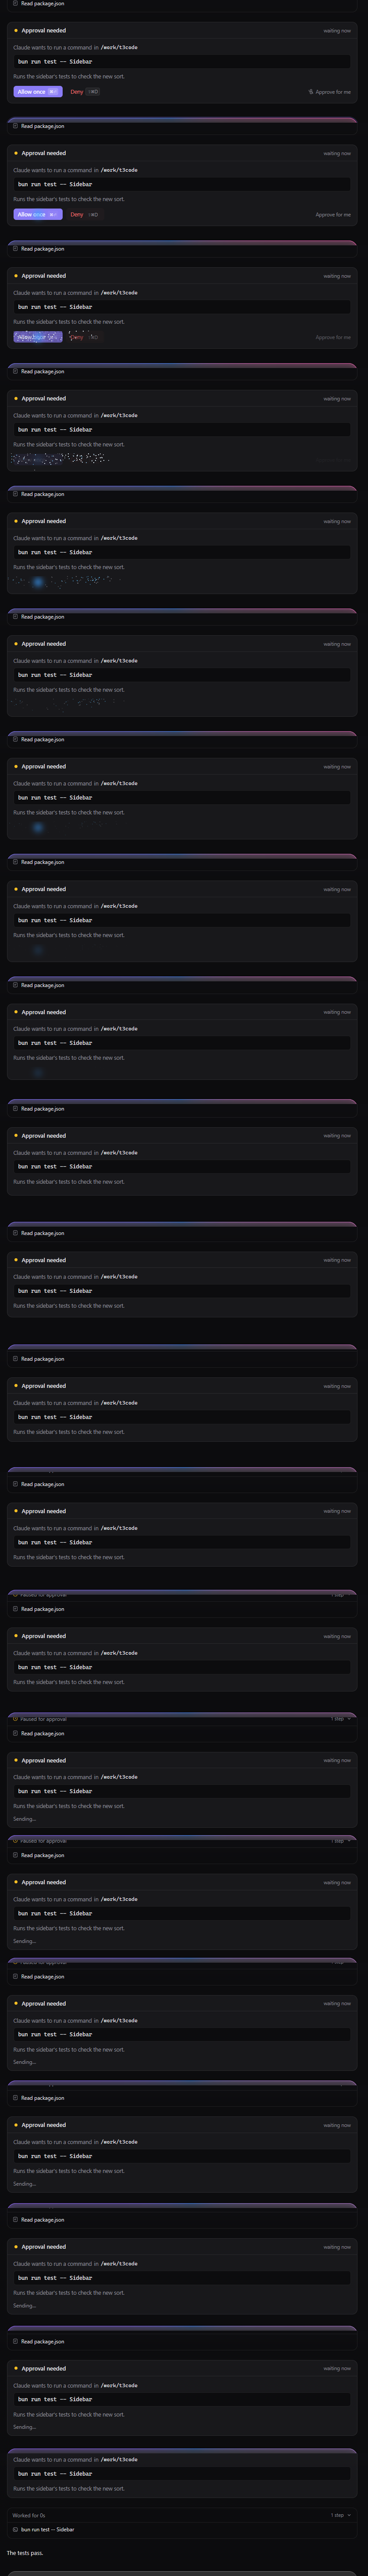 Read package.json
Approval needed
waiting now
Claude wants to run a command in /work/t3code
bun run test -- Sidebar
Runs the sidebar's tests to check the new sort.
Allow once
Deny
Approve for me
Read package.json
Approval needed
waiting now
Claude wants to run a command in /work/t3code
bun run test -- Sidebar
Runs the sidebar's tests to check the new sort.
Allow once
Deny
Approve for me
Read package.json
Approval needed
waiting now
Claude wants to run a command in /work/t3code
bun run test -- Sidebar
Runs the sidebar's tests to check the new sort.
Deny
Approve for me
Read package.json
Approval needed
waiting now
Claude wants to run a command in /work/t3code
bun run test -- Sidebar
Runs the sidebar's tests to check the new sort.
Read package.json
Approval needed
waiting now
Claude wants to run a command in /work/t3code
bun run test -- Sidebar
Runs the sidebar's tests to check the new sort.
Read package.json
Approval needed
waiting now
Claude wants to run a command in /work/t3code
bun run test -- Sidebar
Runs the sidebar's tests to check the new sort.
Read package.json
Approval needed
waiting now
Claude wants to run a command in /work/t3code
bun run test -- Sidebar
Runs the sidebar's tests to check the new sort.
Read package.json
Approval needed
waiting now
Claude wants to run a command in /work/t3code
bun run test -- Sidebar
Runs the sidebar's tests to check the new sort.
Read package.json
Approval needed
waiting now
Claude wants to run a command in /work/t3code
bun run test -- Sidebar
Runs the sidebar's tests to check the new sort.
Read package.json
Approval needed
waiting now
Claude wants to run a command in /work/t3code
bun run test -- Sidebar
Runs the sidebar's tests to check the new sort.
Read package.json
Approval needed
waiting now
Claude wants to run a command in /work/t3code
bun run test -- Sidebar
Runs the sidebar's tests to check the new sort.
Read package.json
Approval needed
waiting now
Claude wants to run a command in /work/t3code
bun run test -- Sidebar
Runs the sidebar's tests to check the new sort.
Read package.json
Approval needed
waiting now
Claude wants to run a command in /work/t3code
bun run test -- Sidebar
Runs the sidebar's tests to check the new sort.
Paused for approval
1 step
Read package.json
Approval needed
waiting now
Claude wants to run a command in /work/t3code
bun run test -- Sidebar
Runs the sidebar's tests to check the new sort.
Paused for approval
1 step
Read package.json
Approval needed
waiting now
Claude wants to run a command in /work/t3code
bun run test -- Sidebar
Runs the sidebar's tests to check the new sort.
Sending...
Paused for approval
1 step
Read package.json
Approval needed
waiting now
Claude wants to run a command in /work/t3code
bun run test -- Sidebar
Runs the sidebar's tests to check the new sort.
Sending...
Read package.json
Approval needed
waiting now
Claude wants to run a command in /work/t3code
bun run test -- Sidebar
Runs the sidebar's tests to check the new sort.
Sending...
Read package.json
Approval needed
waiting now
Claude wants to run a command in /work/t3code
bun run test -- Sidebar
Runs the sidebar's tests to check the new sort.
Sending...
Read package.json
Approval needed
waiting now
Claude wants to run a command in /work/t3code
bun run test -- Sidebar
Runs the sidebar's tests to check the new sort.
Sending...
Read package.json
Approval needed
waiting now
Claude wants to run a command in /work/t3code
bun run test -- Sidebar
Runs the sidebar's tests to check the new sort.
Sending...
Claude wants to run a command in /work/t3code
bun run test -- Sidebar
Runs the sidebar's tests to check the new sort.
Worked for 0s
1 step
bun run test -- Sidebar
The tests pass.